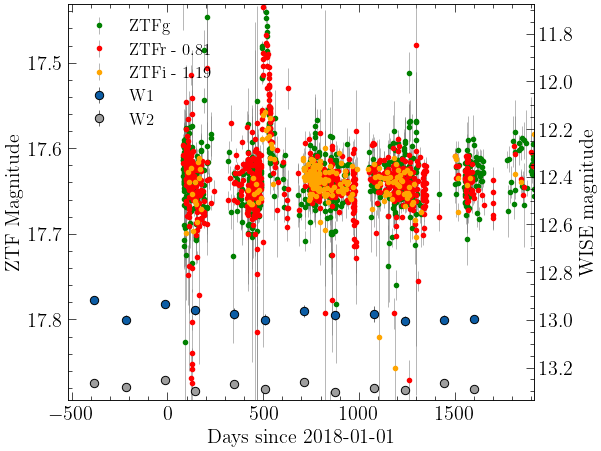 ZTFg
ZTFr - 0.81
ZTFi - 1.19
W1
W2
17.5
17.6
17.7
17.8
ZTF Magnitude
11.8
12.0
12.2
12.4
12.6
12.8
13.0
13.2
WISE magnitude
−500 0 500 1000 1500
Days since 2018-01-01